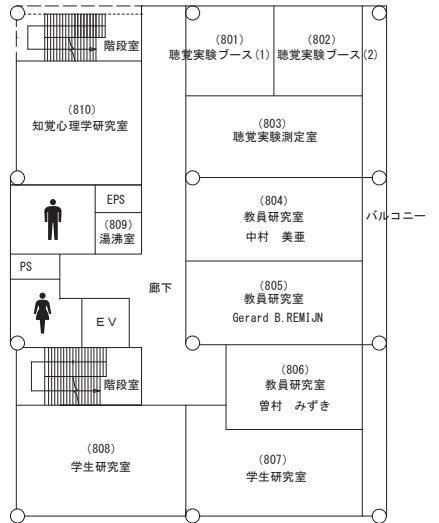 階段室
(801)
聴覚実験ブース(1)
(802)
聴覚実験ブース(2)
(810)
知覚心理学研究室
(803)
聴覚実験測定室
EPS
(809)
湯沸室
(804)
教員研究室
中村 美亜
バルコニー
PS
廊下
(805)
教員研究室
Gerard B.REMIJN
EV
階段室
(806)
教員研究室
曽村 みずき
(808)
学生研究室
(807)
学生研究室